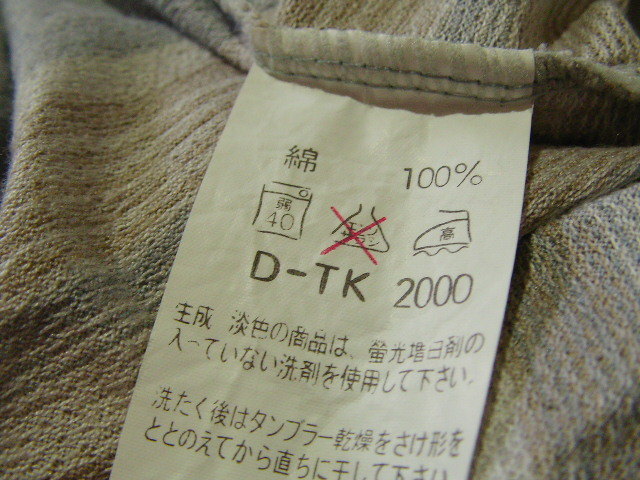 綿 100%
弱 40 エンソ 高
D-TK 2000
生成 淡色の商品は、蛍光増白剤の
入っていない洗剤を使用して下さい.
洗たく後はタンブラー乾燥をさけ形を
ととのえてから直ちに干して下さい.